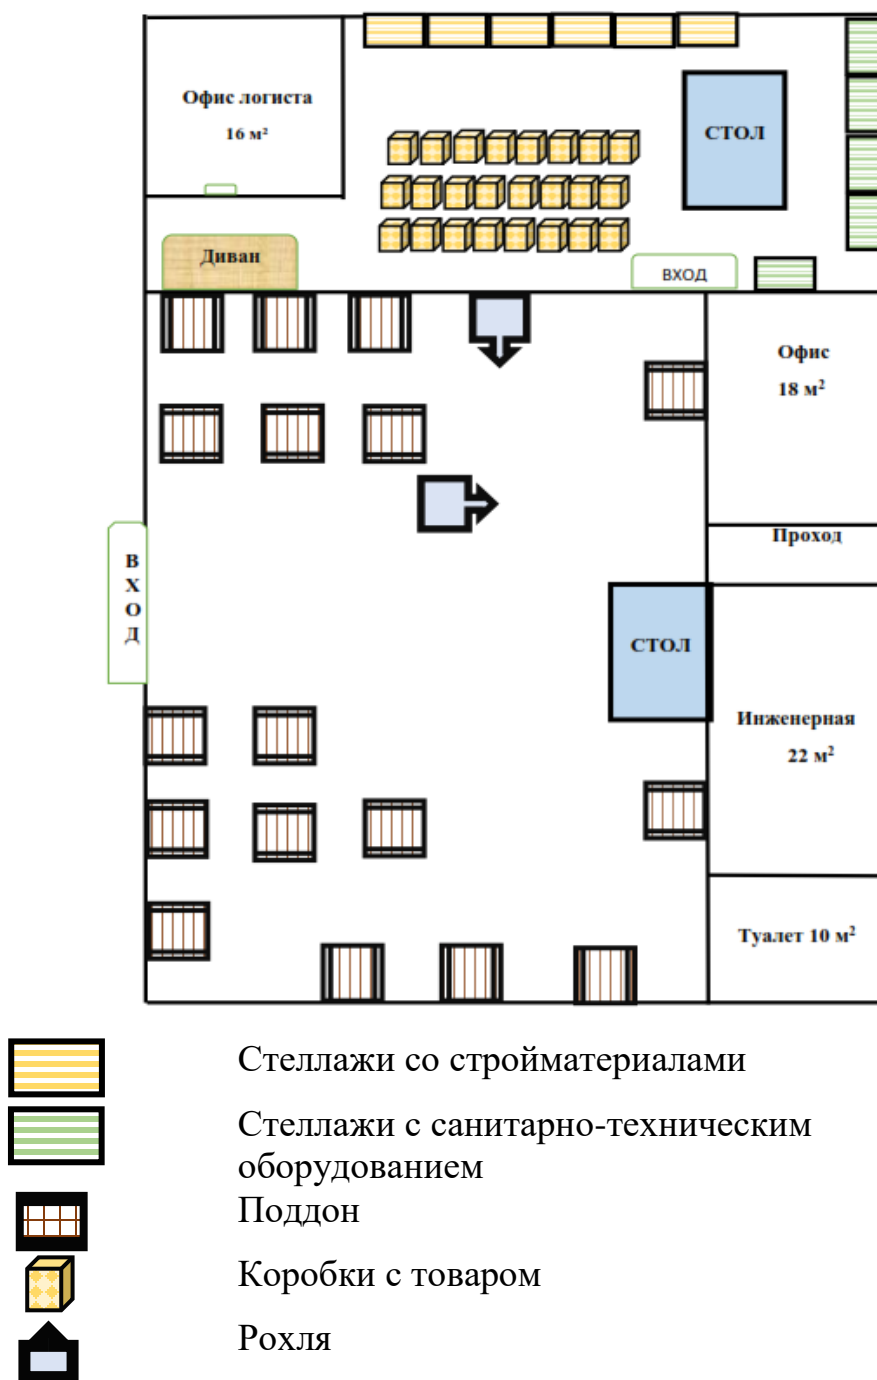 Офис логиста
16 м²
СТОЛ
Диван
ВХОД
Офис
18 м²
Проход
ВХОД
СТОЛ
Инженерная
22 м²
Туалет 10 м²
Стеллажи со стройматериалами
Стеллажи с санитарно-техническим
оборудованием
Поддон
Коробки с товаром
Рохля